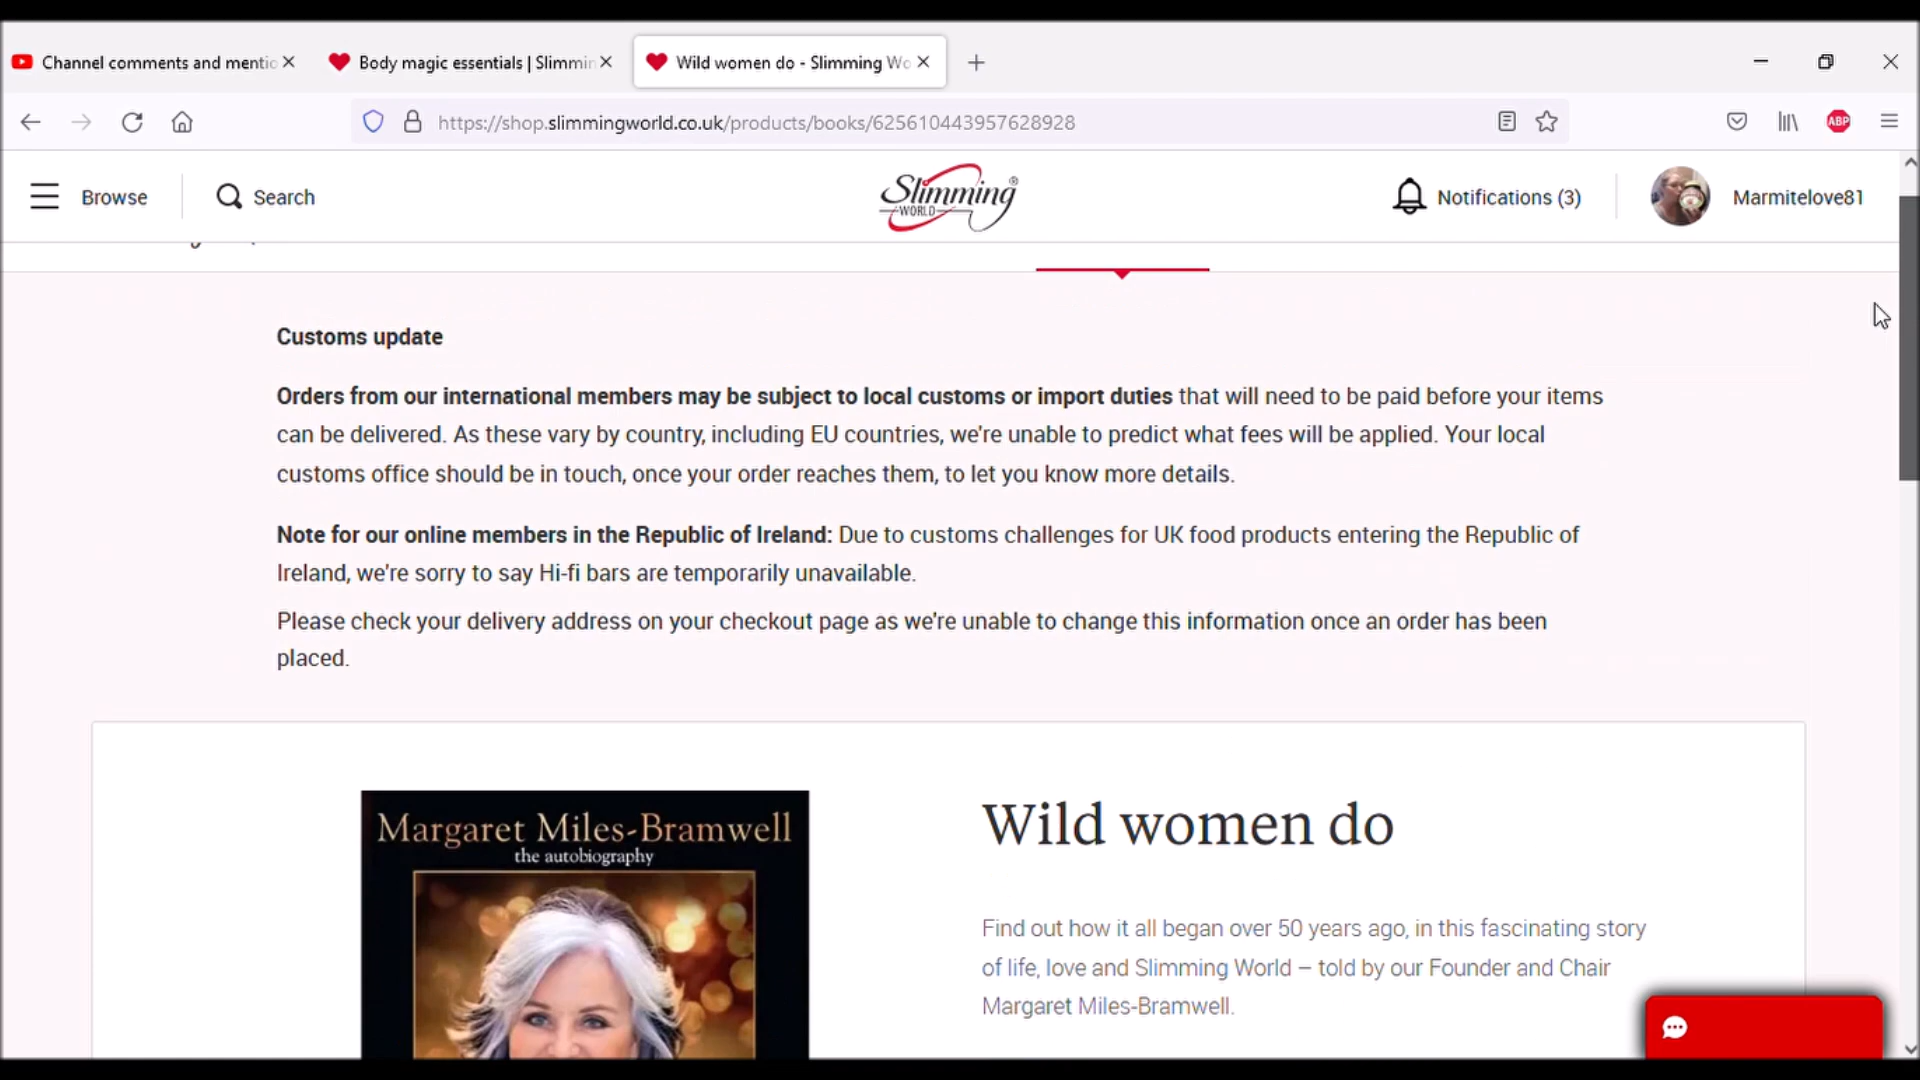 Channel comments and mentio
Body magic essentials | Slimmin
Wild women do - Slimming Wo
https://shop.slimmingworld.co.uk/products/books/625610443957628928
ABP
Browse
Search
Slimming
WORLD
®
Notifications (3)
Marmitelove81
Customs update
Orders from our international members may be subject to local customs or import duties that will need to be paid before your items
can be delivered. As these vary by country, including EU countries, we're unable to predict what fees will be applied. Your local
customs office should be in touch, once your order reaches them, to let you know more details.
Note for our online members in the Republic of Ireland: Due to customs challenges for UK food products entering the Republic of
Ireland, we're sorry to say Hi-fi bars are temporarily unavailable.
Please check your delivery address on your checkout page as we're unable to change this information once an order has been
placed.
Margaret Miles-Bramwell
the autobiography
Wild women do
Find out how it all began over 50 years ago, in this fascinating story
of life, love and Slimming World – told by our Founder and Chair
Margaret Miles-Bramwell.